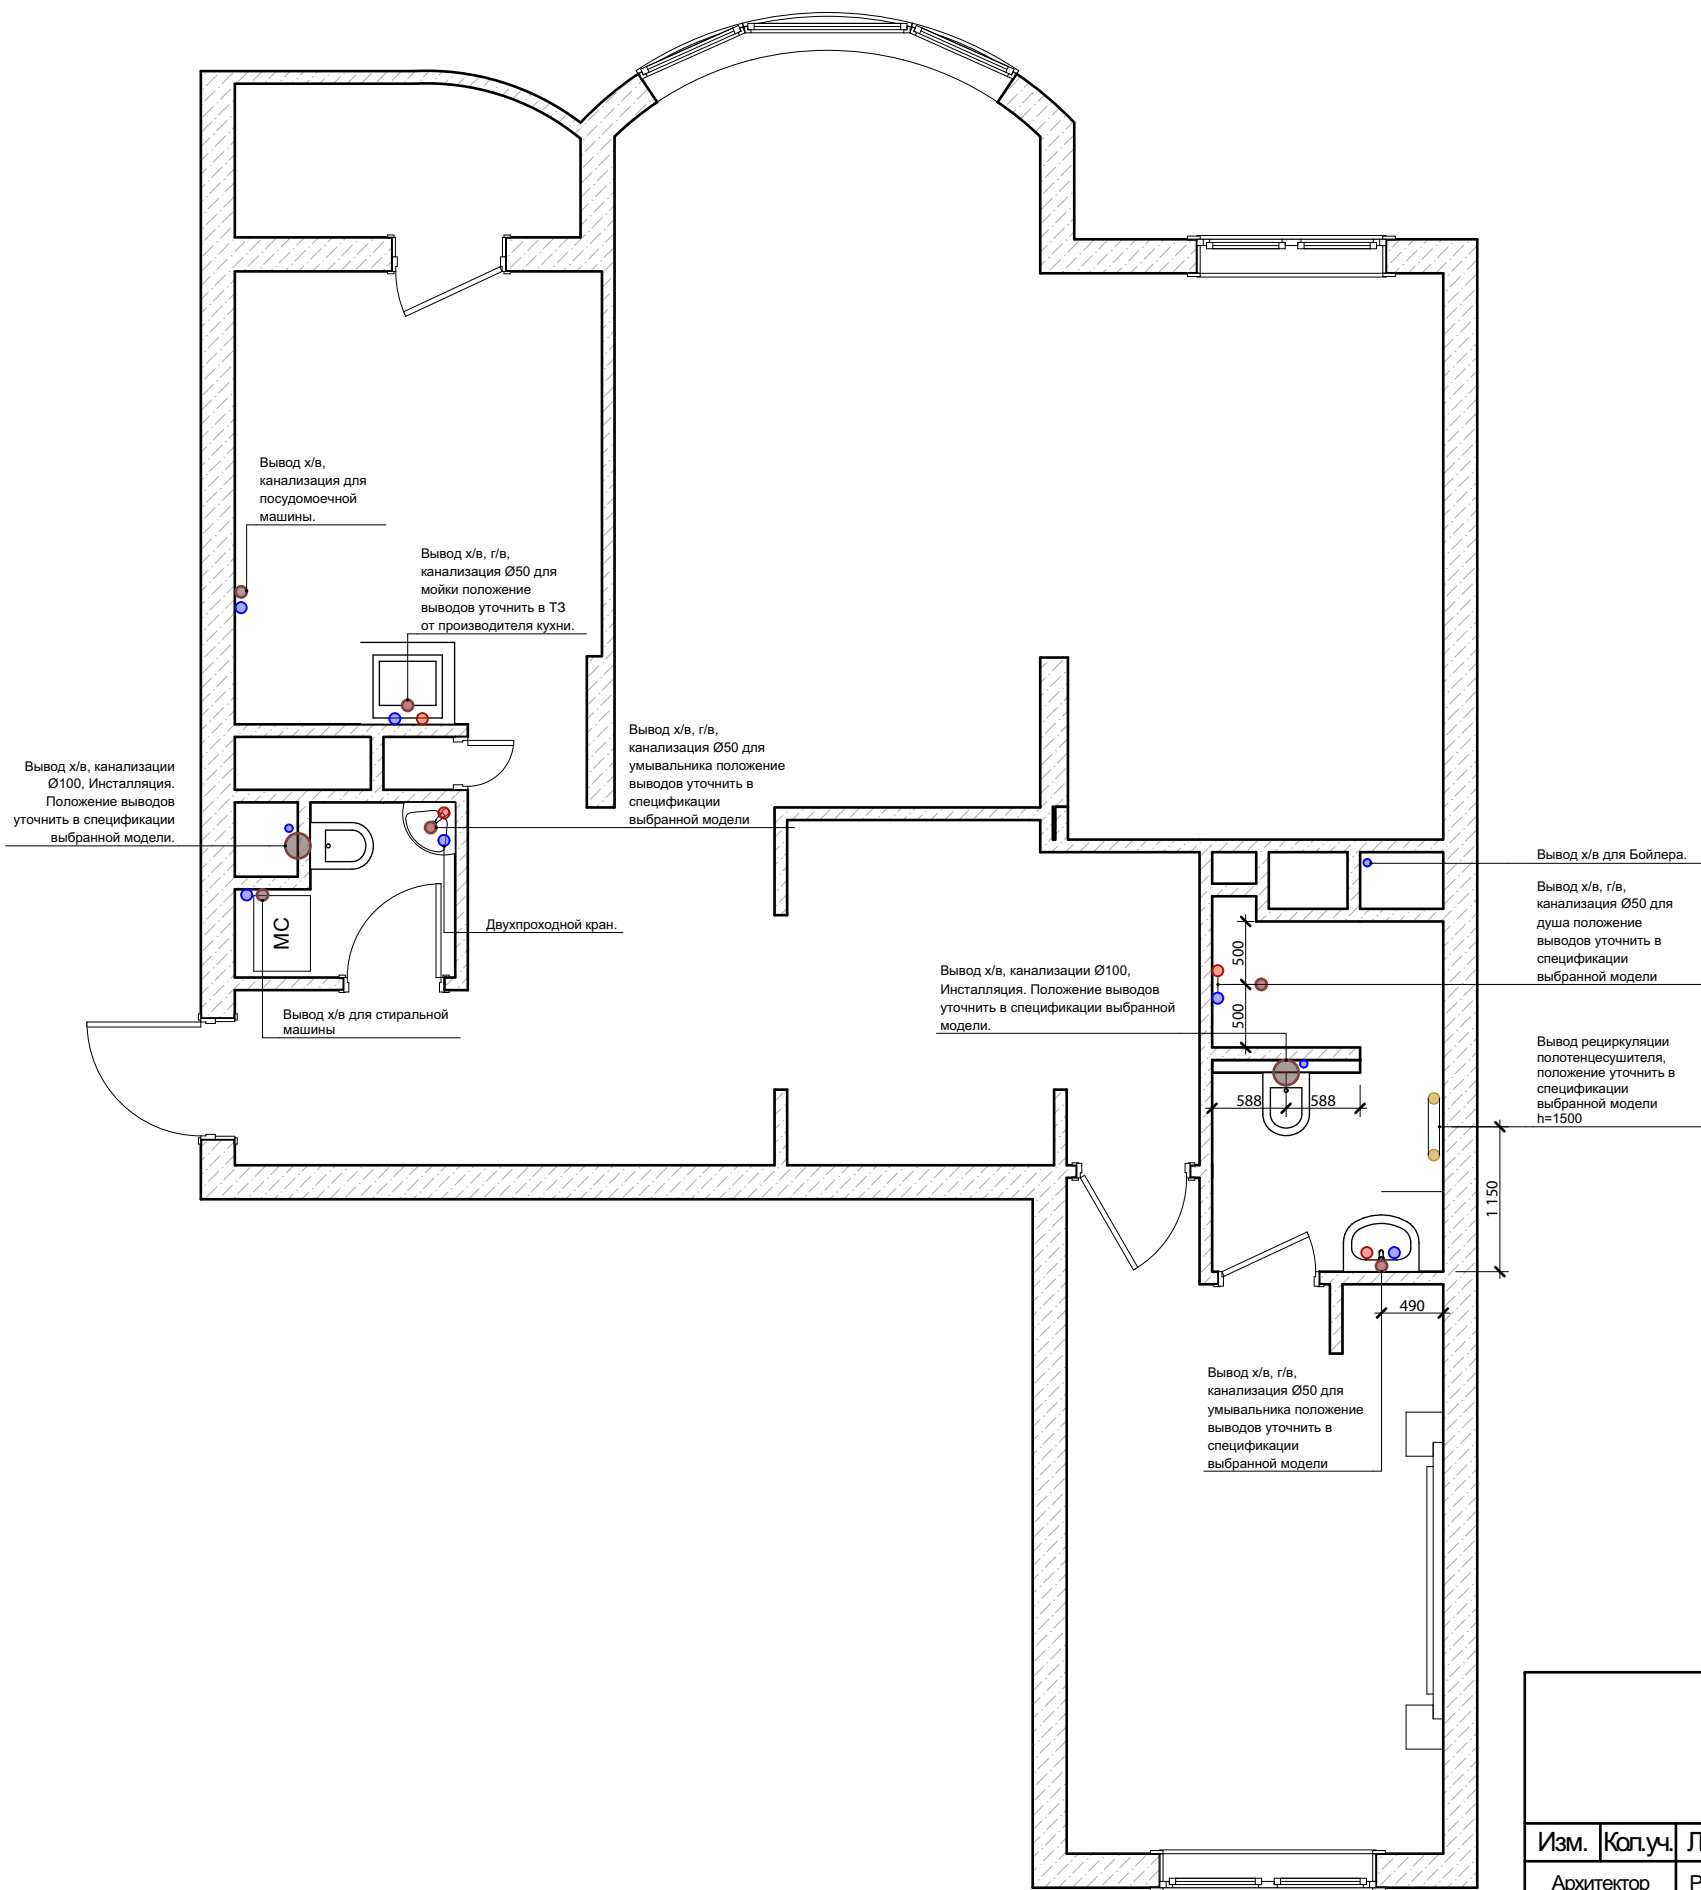 Вывод х/в,
канализация для
посудомоечной
машины.
Вывод х/в, г/в,
канализация Ø50 для
мойки положение
выводов уточнить в ТЗ
от производителя кухни.
Вывод х/в, г/в,
канализация Ø50 для
умывальника положение
выводов уточнить в
спецификации
выбранной модели
Вывод х/в, канализации
Ø100, Инсталляция.
Положение выводов
уточнить в спецификации
выбранной модели.
Двухпроходной кран.
МС
Вывод х/в для стиральной
машины
Вывод х/в, канализации Ø100,
Инсталляция. Положение выводов
уточнить в спецификации выбранной
модели.
Вывод х/в для Бойлера.
Вывод х/в, г/в,
канализация Ø50 для
душа положение
выводов уточнить в
спецификации
выбранной модели
500
500
Вывод рециркуляции
полотенцесушителя,
положение уточнить в
спецификации
выбранной модели
h=1500
588
588
1 150
490
Вывод х/в, г/в,
канализация Ø50 для
умывальника положение
выводов уточнить в
спецификации
выбранной модели
Изм. Кол.уч.
Архитектор